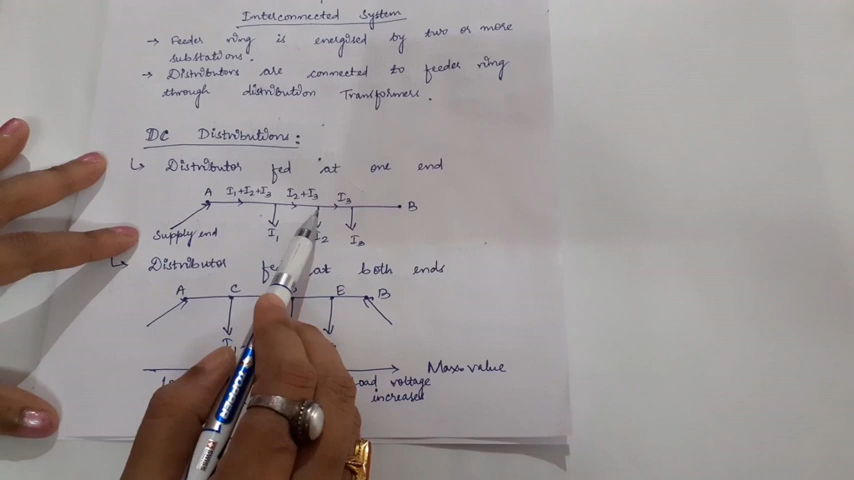 Interconnected System
→ Feeder ring is energised by two or more
substations.
→ Distributors are connected to feeder ring
through distribution Transformers.
DC Distributions:
Distributor fed at one end
A I₁+I₂+I₃ I₂+I₃ I₃ B
Supply end I₁ I₂ I₃
Distributor at both ends
A C E B
Max. value
load voltage
increased